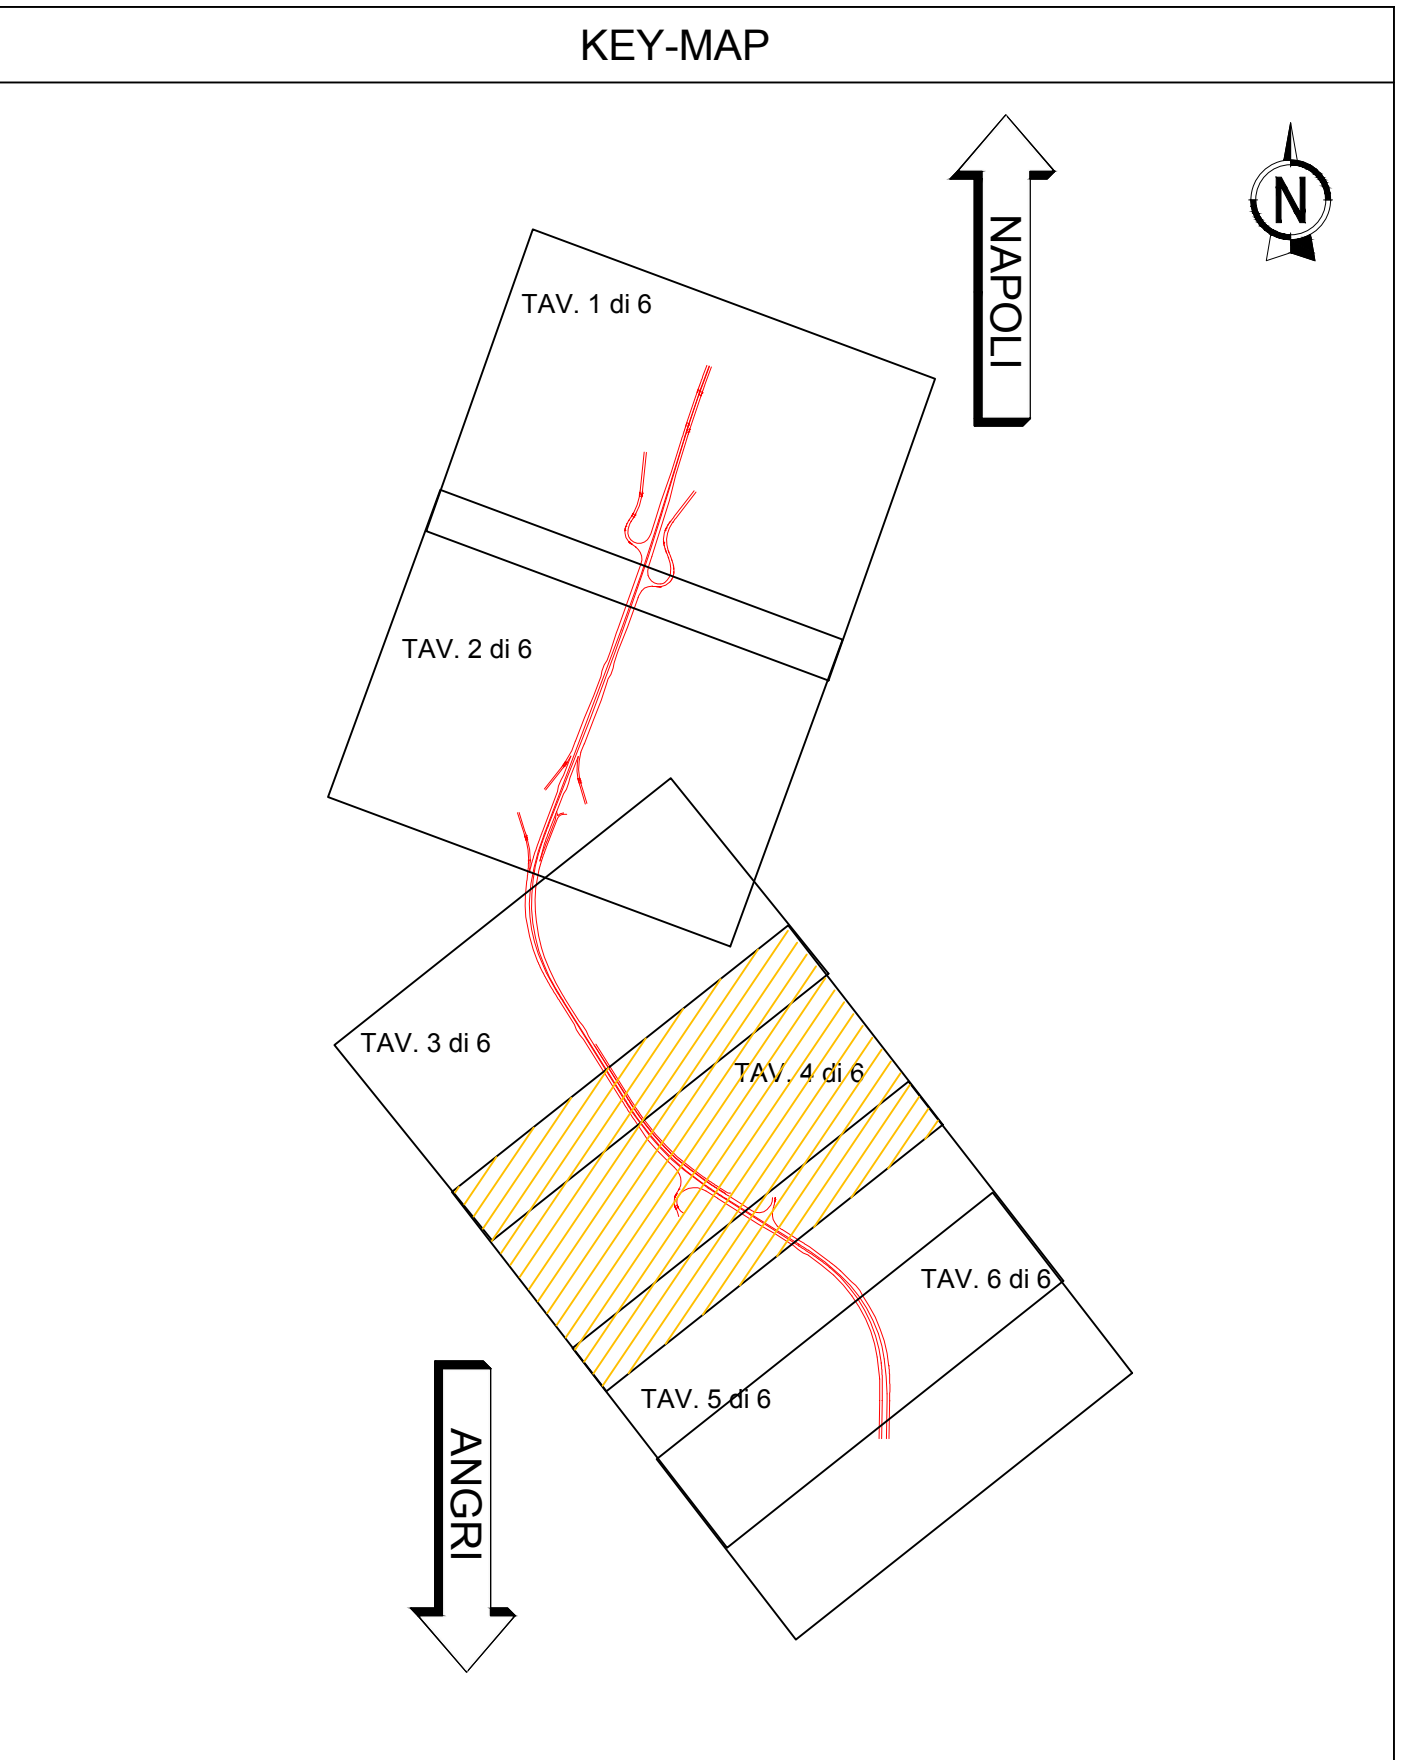 KEY-MAP
NAPOLI
N
TAV. 1 di 6
TAV. 2 di 6
TAV. 3 di 6
TAV. 4 di 6
TAV. 6 di 6
TAV. 5 di 6
ANGRI